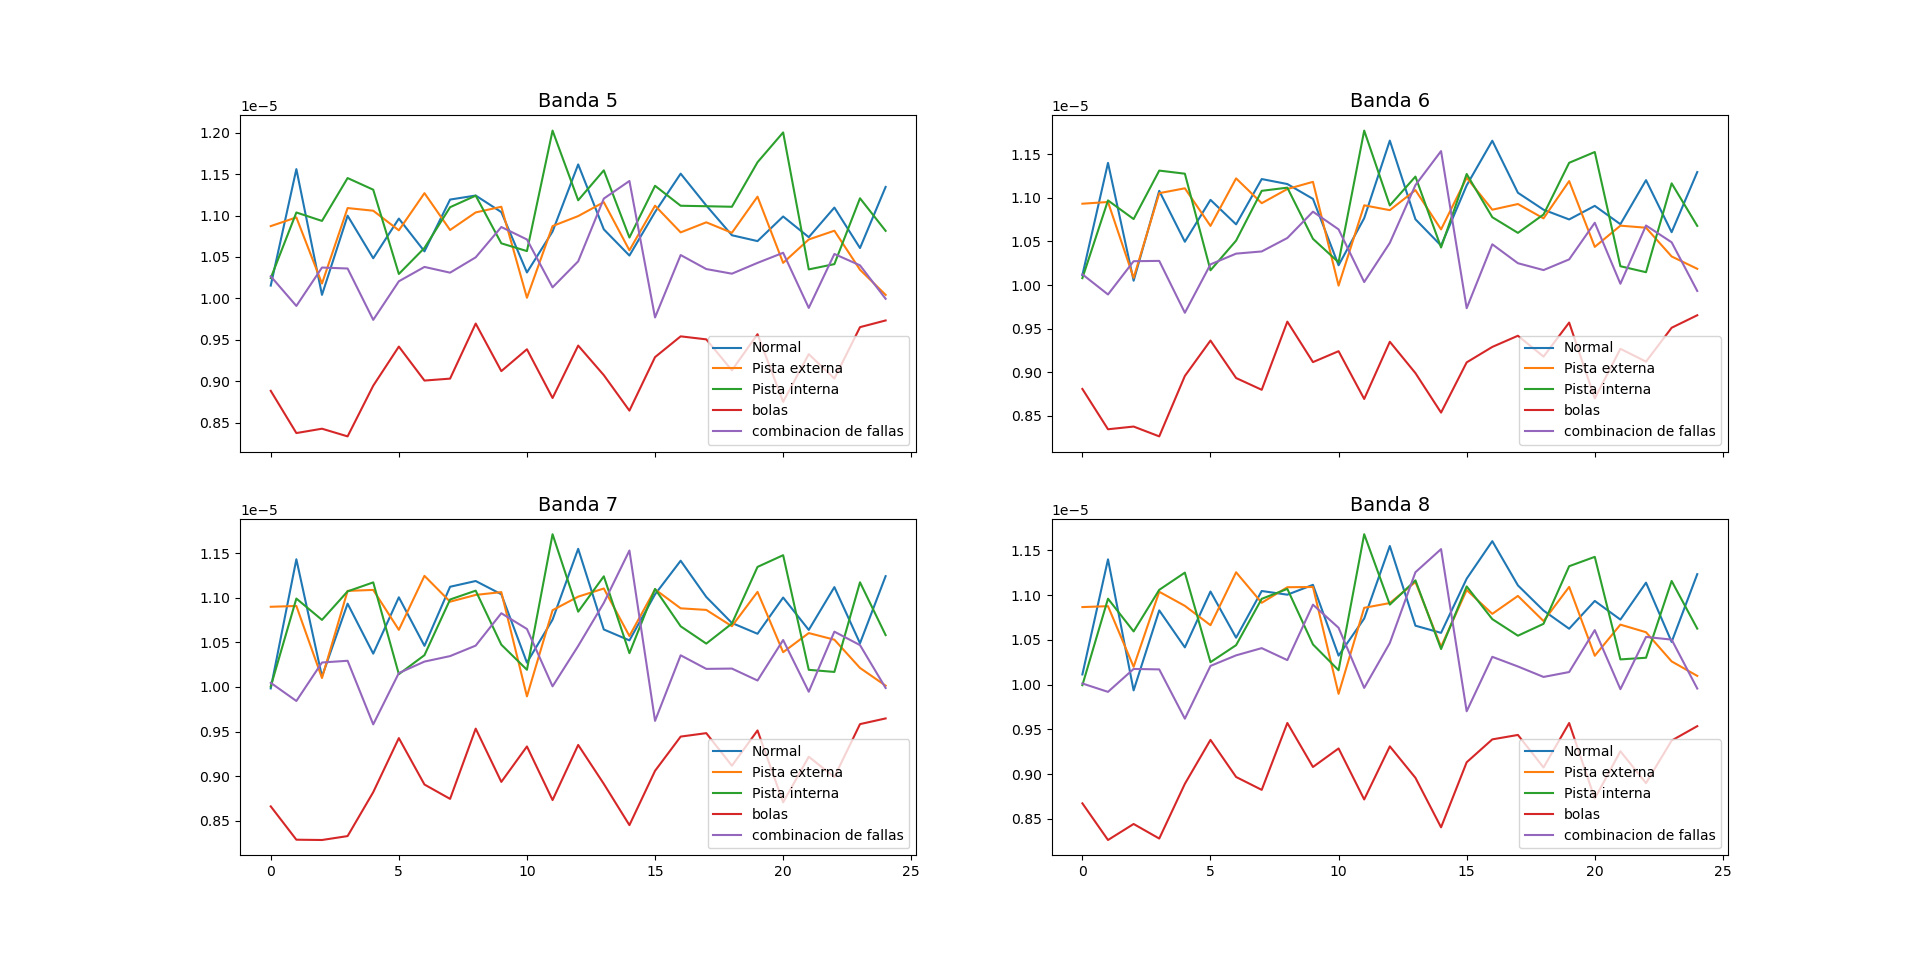 Banda 5
1e−5
1.20
1.15
1.10
1.05
1.00
0.95
0.90
0.85
Normal
Pista externa
Pista interna
bolas
combinacion de fallas
Banda 6
1e−5
1.15
1.10
1.05
1.00
0.95
0.90
0.85
Normal
Pista externa
Pista interna
bolas
combinacion de fallas
Banda 7
1e−5
1.15
1.10
1.05
1.00
0.95
0.90
0.85
Normal
Pista externa
Pista interna
bolas
combinacion de fallas
0 5 10 15 20 25
Banda 8
1e−5
1.15
1.10
1.05
1.00
0.95
0.90
0.85
Normal
Pista externa
Pista interna
bolas
combinacion de fallas
0 5 10 15 20 25